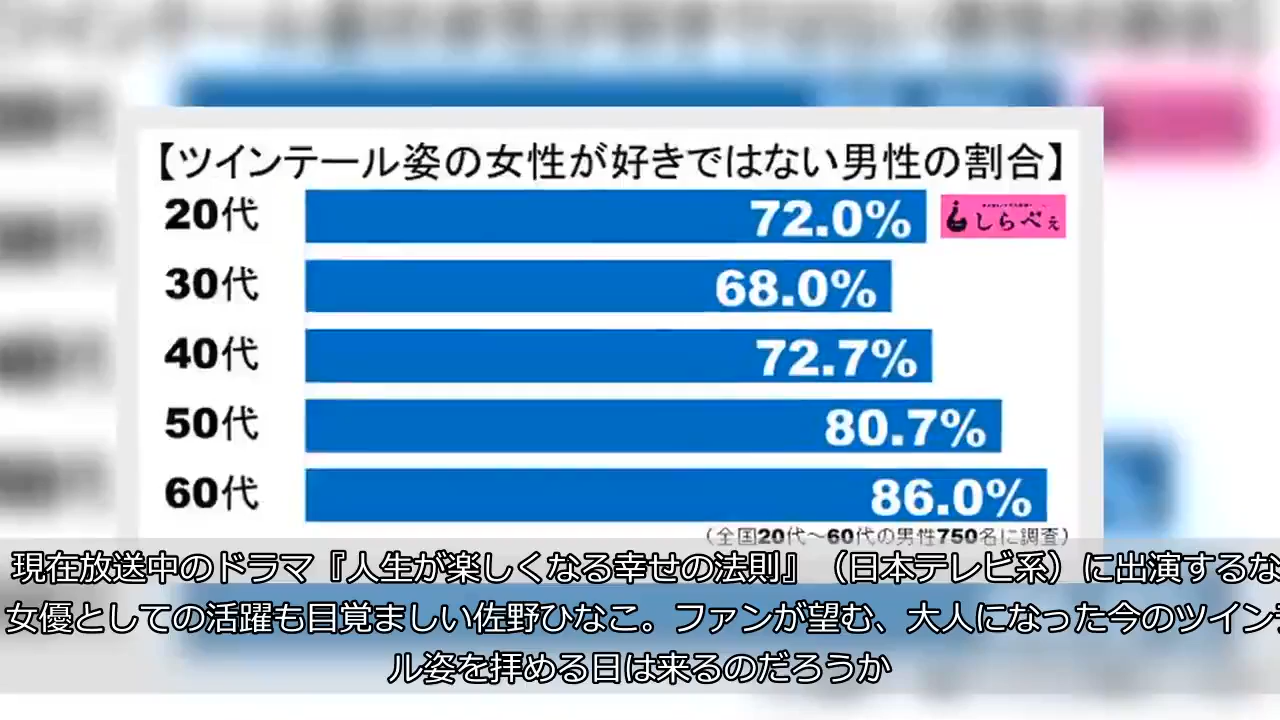 【ツインテール姿の女性が好きではない男性の割合】
20代 72.0%
しらべぇ
30代 68.0%
40代 72.7%
50代 80.7%
60代 86.0%
（全国20代～60代の男性750名に調査）
現在放送中のドラマ『人生が楽しくなる幸せの法則』（日本テレビ系）に出演するな
女優としての活躍も目覚ましい佐野ひなこ。ファンが望む、大人になった今のツイン
ル姿を拝める日は来るのだろうか